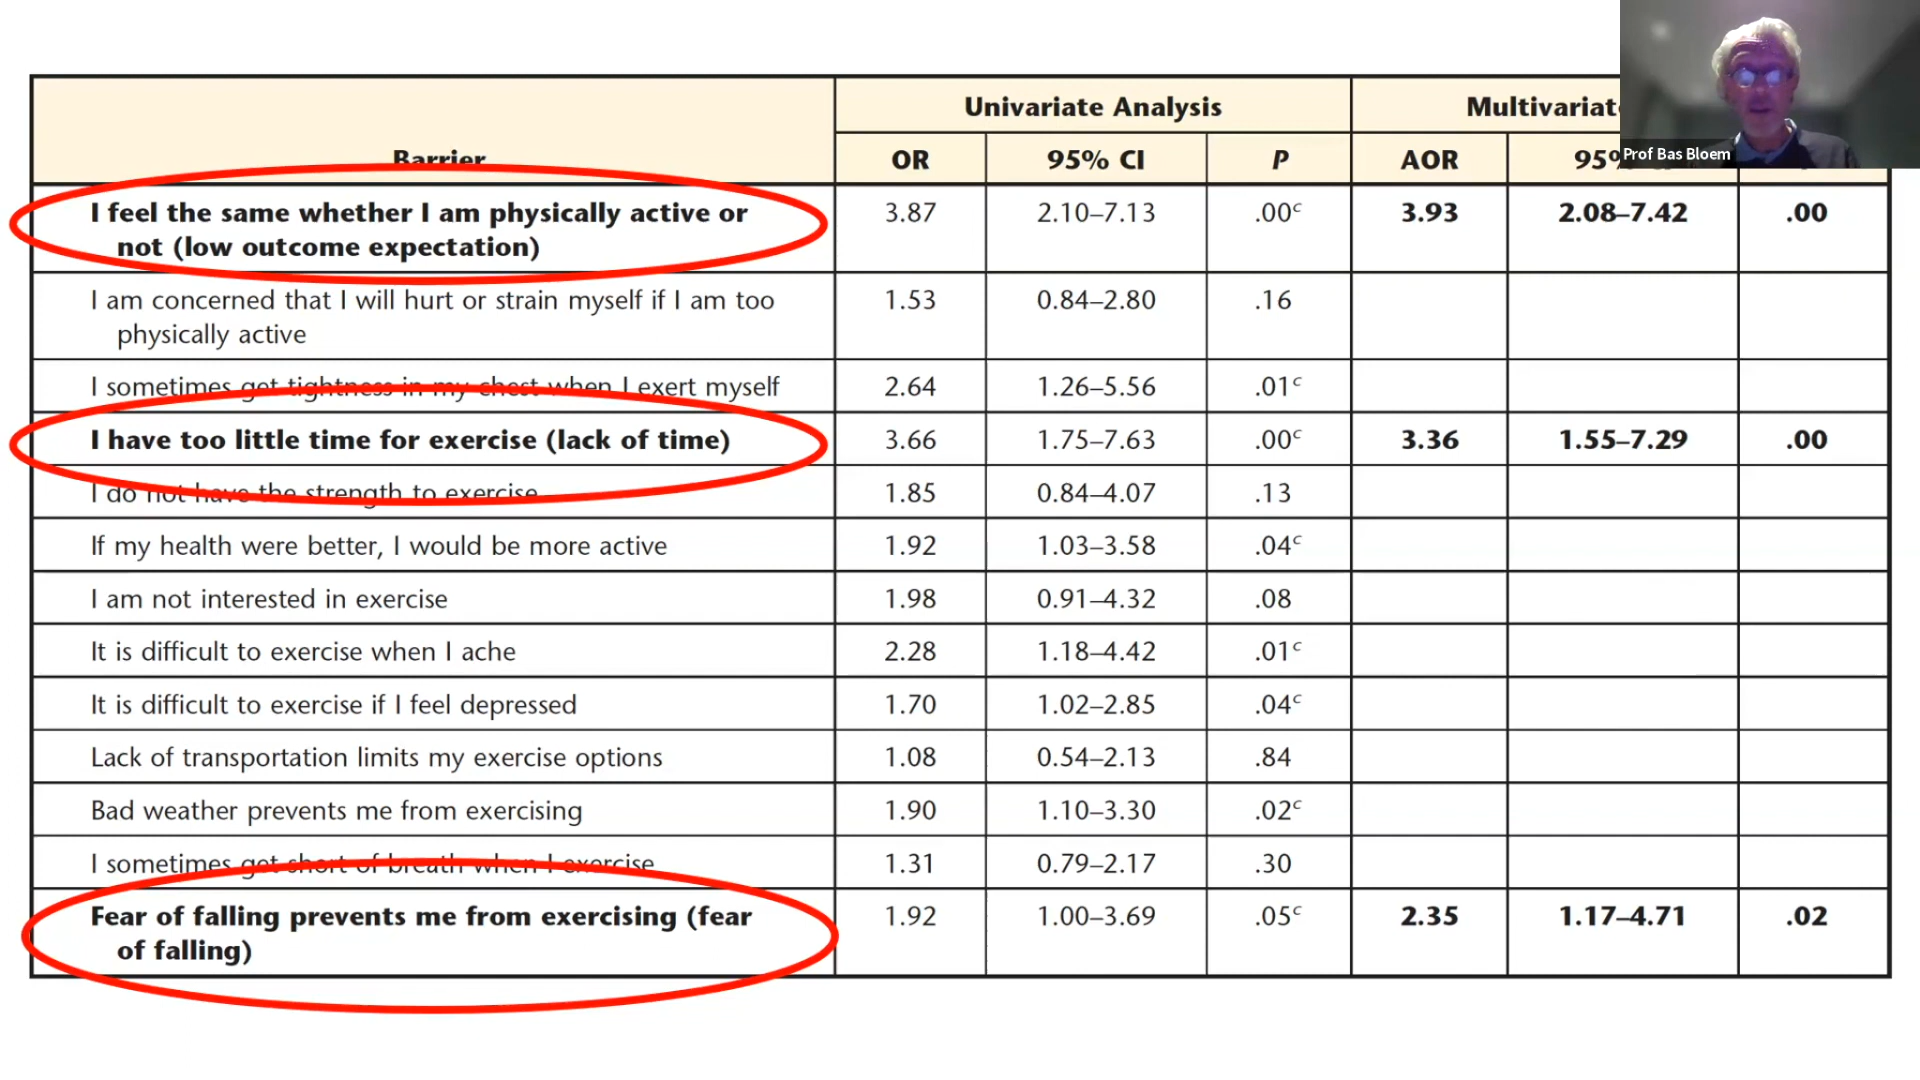 Univariate Analysis
Multivariate
Barrier
OR
95% CI
P
AOR
Prof Bas Bloem
I feel the same whether I am physically active or
not (low outcome expectation)
3.87
2.10–7.13
.00c
3.93
2.08–7.42
.00
I am concerned that I will hurt or strain myself if I am too
physically active
1.53
0.84–2.80
.16
I sometimes get tightness in my chest when I exert myself
2.64
1.26–5.56
.01c
I have too little time for exercise (lack of time)
3.66
1.75–7.63
.00c
3.36
1.55–7.29
.00
I do not have the strength to exercise
1.85
0.84–4.07
.13
If my health were better, I would be more active
1.92
1.03–3.58
.04c
I am not interested in exercise
1.98
0.91–4.32
.08
It is difficult to exercise when I ache
2.28
1.18–4.42
.01c
It is difficult to exercise if I feel depressed
1.70
1.02–2.85
.04c
Lack of transportation limits my exercise options
1.08
0.54–2.13
.84
Bad weather prevents me from exercising
1.90
1.10–3.30
.02c
I sometimes get short of breath when I exercise
1.31
0.79–2.17
.30
Fear of falling prevents me from exercising (fear
of falling)
1.92
1.00–3.69
.05c
2.35
1.17–4.71
.02